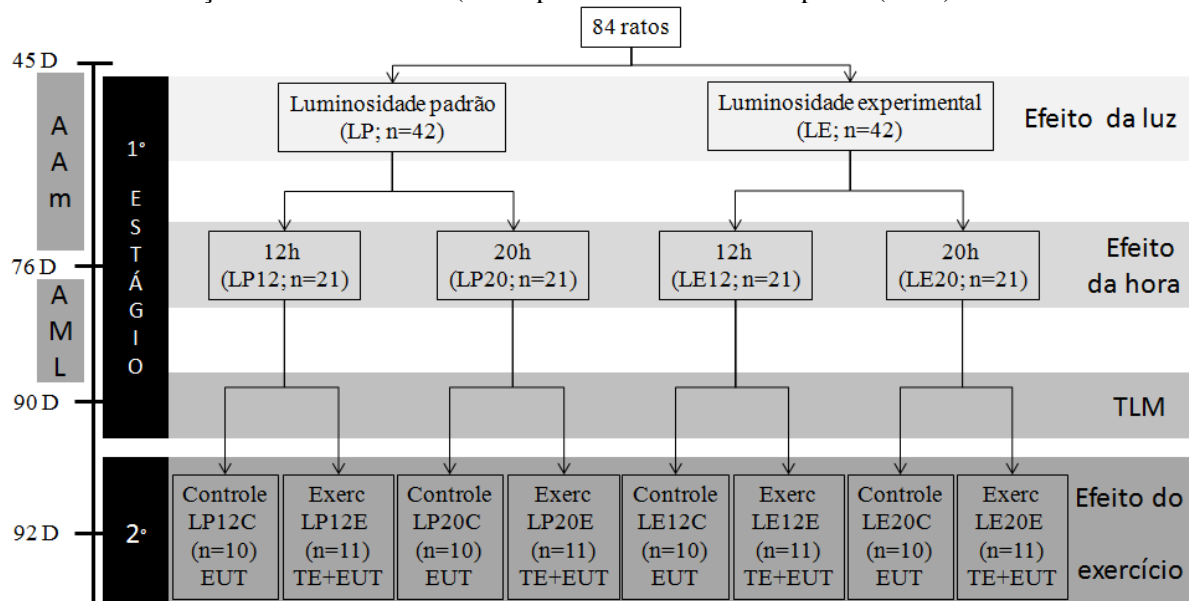 84 ratos
45 D
A
A
m
76 D
A
M
L
90 D
92 D
1°
E
S
T
Á
G
I
O
2°
Luminosidade padrão
(LP; n=42)
Luminosidade experimental
(LE; n=42)
Efeito da luz
12h
(LP12; n=21)
20h
(LP20; n=21)
12h
(LE12; n=21)
20h
(LE20; n=21)
Efeito
da hora
TLM
Controle
LP12C
(n=10)
EUT
Exerc
LP12E
(n=11)
TE+EUT
Controle
LP20C
(n=10)
EUT
Exerc
LP20E
(n=11)
TE+EUT
Controle
LE12C
(n=10)
EUT
Exerc
LE12E
(n=11)
TE+EUT
Controle
LE20C
(n=10)
EUT
Exerc
LE20E
(n=11)
TE+EUT
Efeito do
exercício